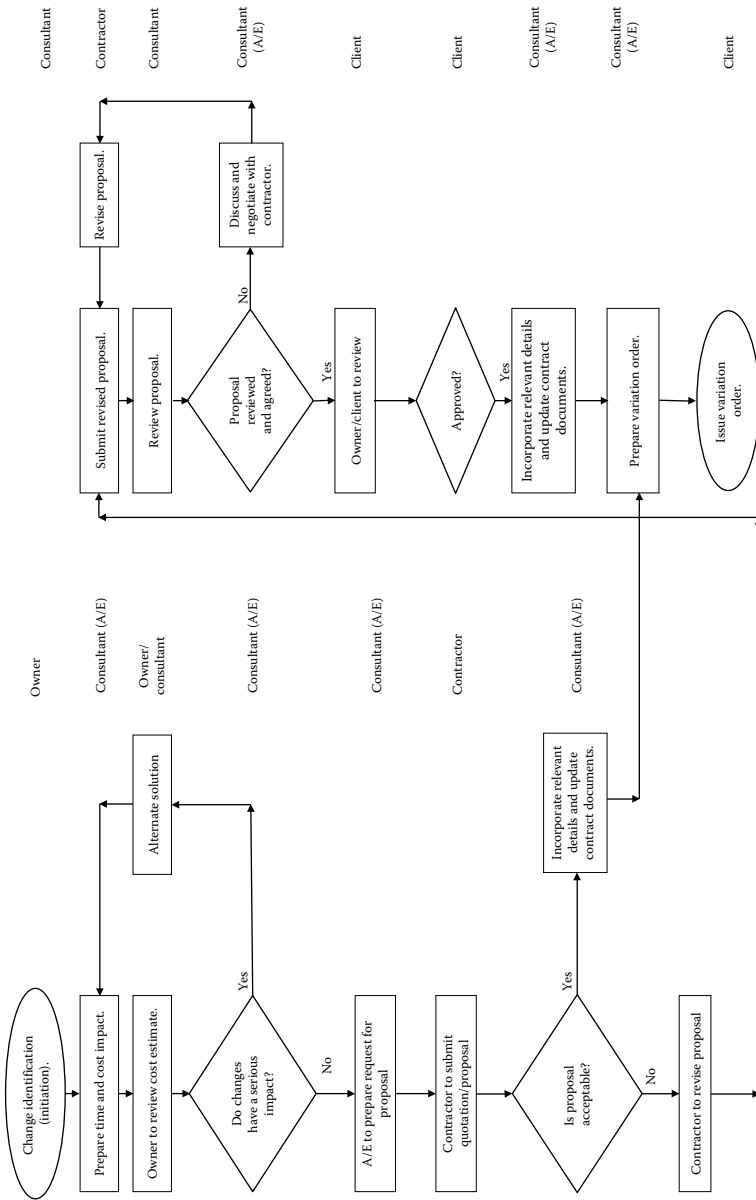 Change identification
(initiation).
Owner
Prepare time and cost impact.
Consultant (A/E)
Owner to review cost estimate.
Alternate solution
Owner/
consultant
Do changes
have a serious
impact?
Yes
Consultant (A/E)
No
A/E to prepare request for
proposal
Consultant (A/E)
Contractor to submit
quotation/proposal
Contractor
Is proposal
acceptable?
Yes
Incorporate relevant
details and update
contract documents.
Consultant (A/E)
No
Contractor to revise proposal
Consultant
Submit revised proposal.
Revise proposal.
Contractor
Review proposal.
Consultant
Proposal
reviewed
and agreed?
No
Discuss and
negotiate with
contractor.
Consultant
(A/E)
Yes
Owner/client to review
Client
Approved?
Client
Yes
Incorporate relevant details
and update contract
documents.
Consultant
(A/E)
Prepare variation order.
Consultant
(A/E)
Issue variation
order.
Client